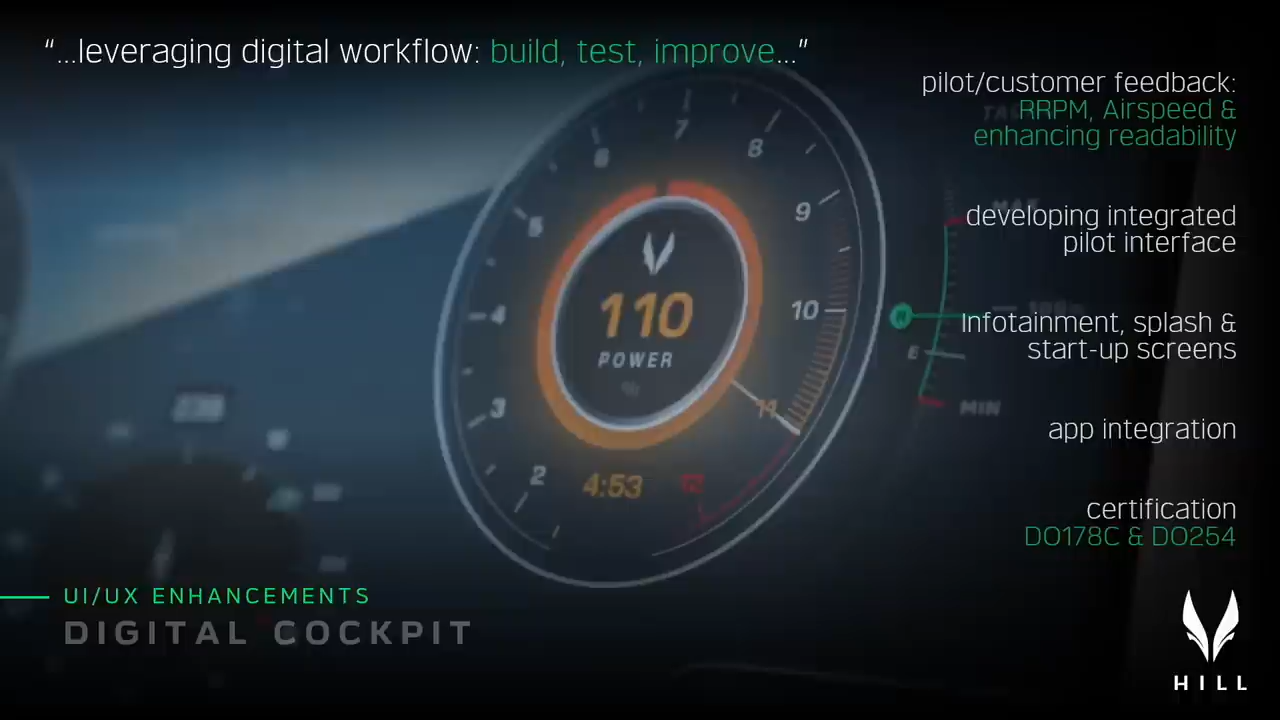 “...leveraging digital workflow: build, test, improve...”
pilot/customer feedback:
RRPM, Airspeed &
enhancing readability
developing integrated
pilot interface
Infotainment, splash &
start-up screens
app integration
certification
DO178C & DO254
7
6
8
5
9
4
10
3
11
2
12
110
POWER
%
4:53
E
MIN
UI/UX ENHANCEMENTS
DIGITAL COCKPIT
HILL